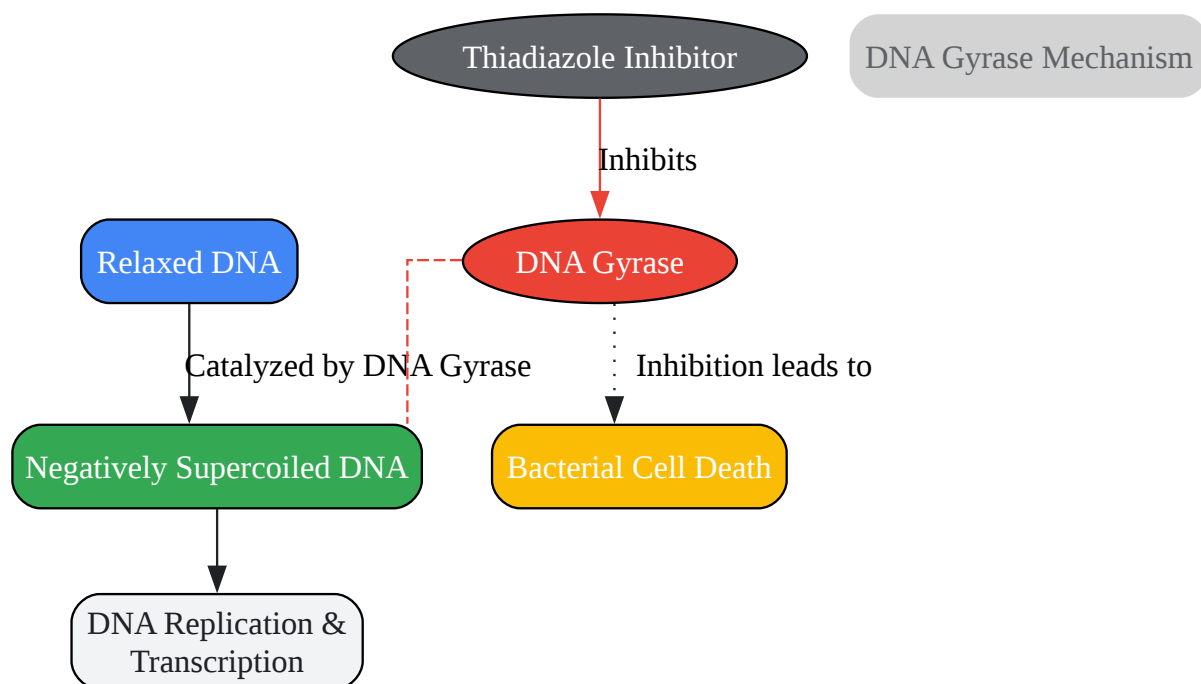 Thiadiazole Inhibitor
DNA Gyrase Mechanism
Inhibits
Relaxed DNA
DNA Gyrase
Catalyzed by DNA Gyrase
Inhibition leads to
Negatively Supercoiled DNA
Bacterial Cell Death
DNA Replication &
Transcription